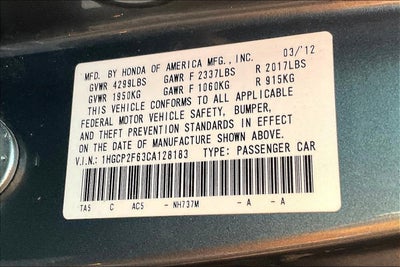 MFD. BY HONDA OF AMERICA MFG., INC. 03/'12
GVWR 4299LBS GAWR F 2337LBS R 2017LBS
GVWR 1950KG GAWR F 1060KG R 915KG
THIS VEHICLE CONFORMS TO ALL APPLICABLE
FEDERAL MOTOR VEHICLE SAFETY, BUMPER,
AND THEFT PREVENTION STANDARDS IN EFFECT
ON THE DATE OF MANUFACTURE SHOWN ABOVE.
V.I.N.: 1HGCP2F63CA128183 TYPE: PASSENGER CAR
TA5 C AC5 - NH737M - A - A